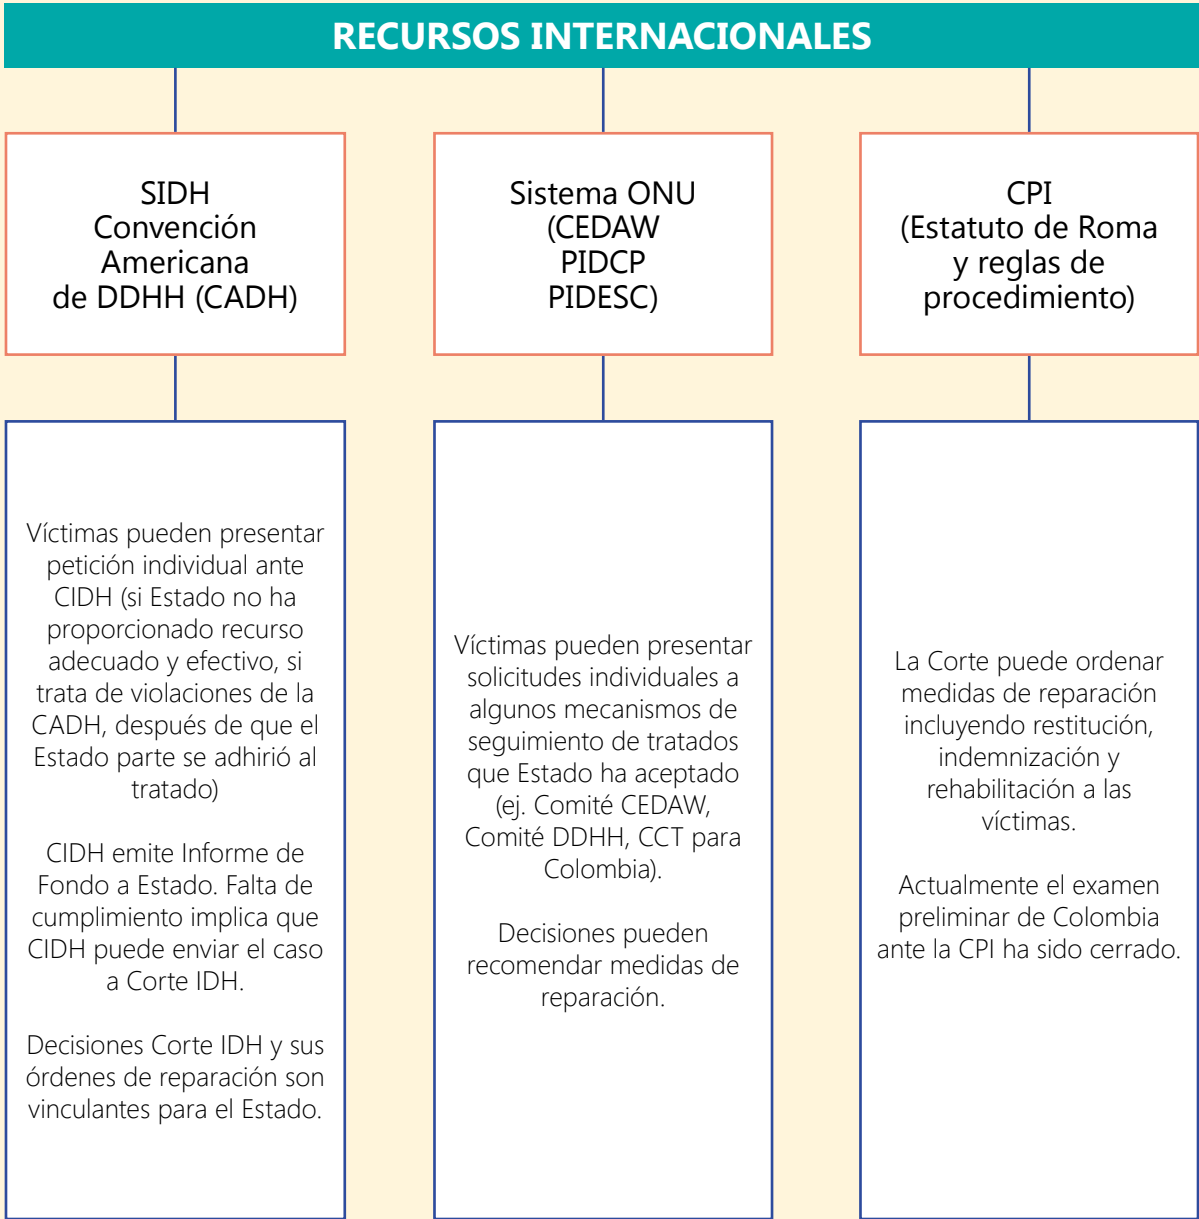 RECURSOS INTERNACIONALES
SIDH
Convención
Americana
de DDHH (CADH)
Víctimas pueden presentar
petición individual ante
CIDH (si Estado no ha
proporcionado recurso
adecuado y efectivo, si
trata de violaciones de la
CADH, después de que el
Estado parte se adhirió al
tratado)
CIDH emite Informe de
Fondo a Estado. Falta de
cumplimiento implica que
CIDH puede enviar el caso
a Corte IDH.
Decisiones Corte IDH y sus
órdenes de reparación son
vinculantes para el Estado.
Sistema ONU
(CEDAW
PIDCP
PIDESC)
Víctimas pueden presentar
solicitudes individuales a
algunos mecanismos de
seguimiento de tratados
que Estado ha aceptado
(ej. Comité CEDAW,
Comité DDHH, CCT para
Colombia).
Decisiones pueden
recomendar medidas de
reparación.
CPI
(Estatuto de Roma
y reglas de
procedimiento)
La Corte puede ordenar
medidas de reparación
incluyendo restitución,
indemnización y
rehabilitación a las
víctimas.
Actualmente el examen
preliminar de Colombia
ante la CPI ha sido cerrado.